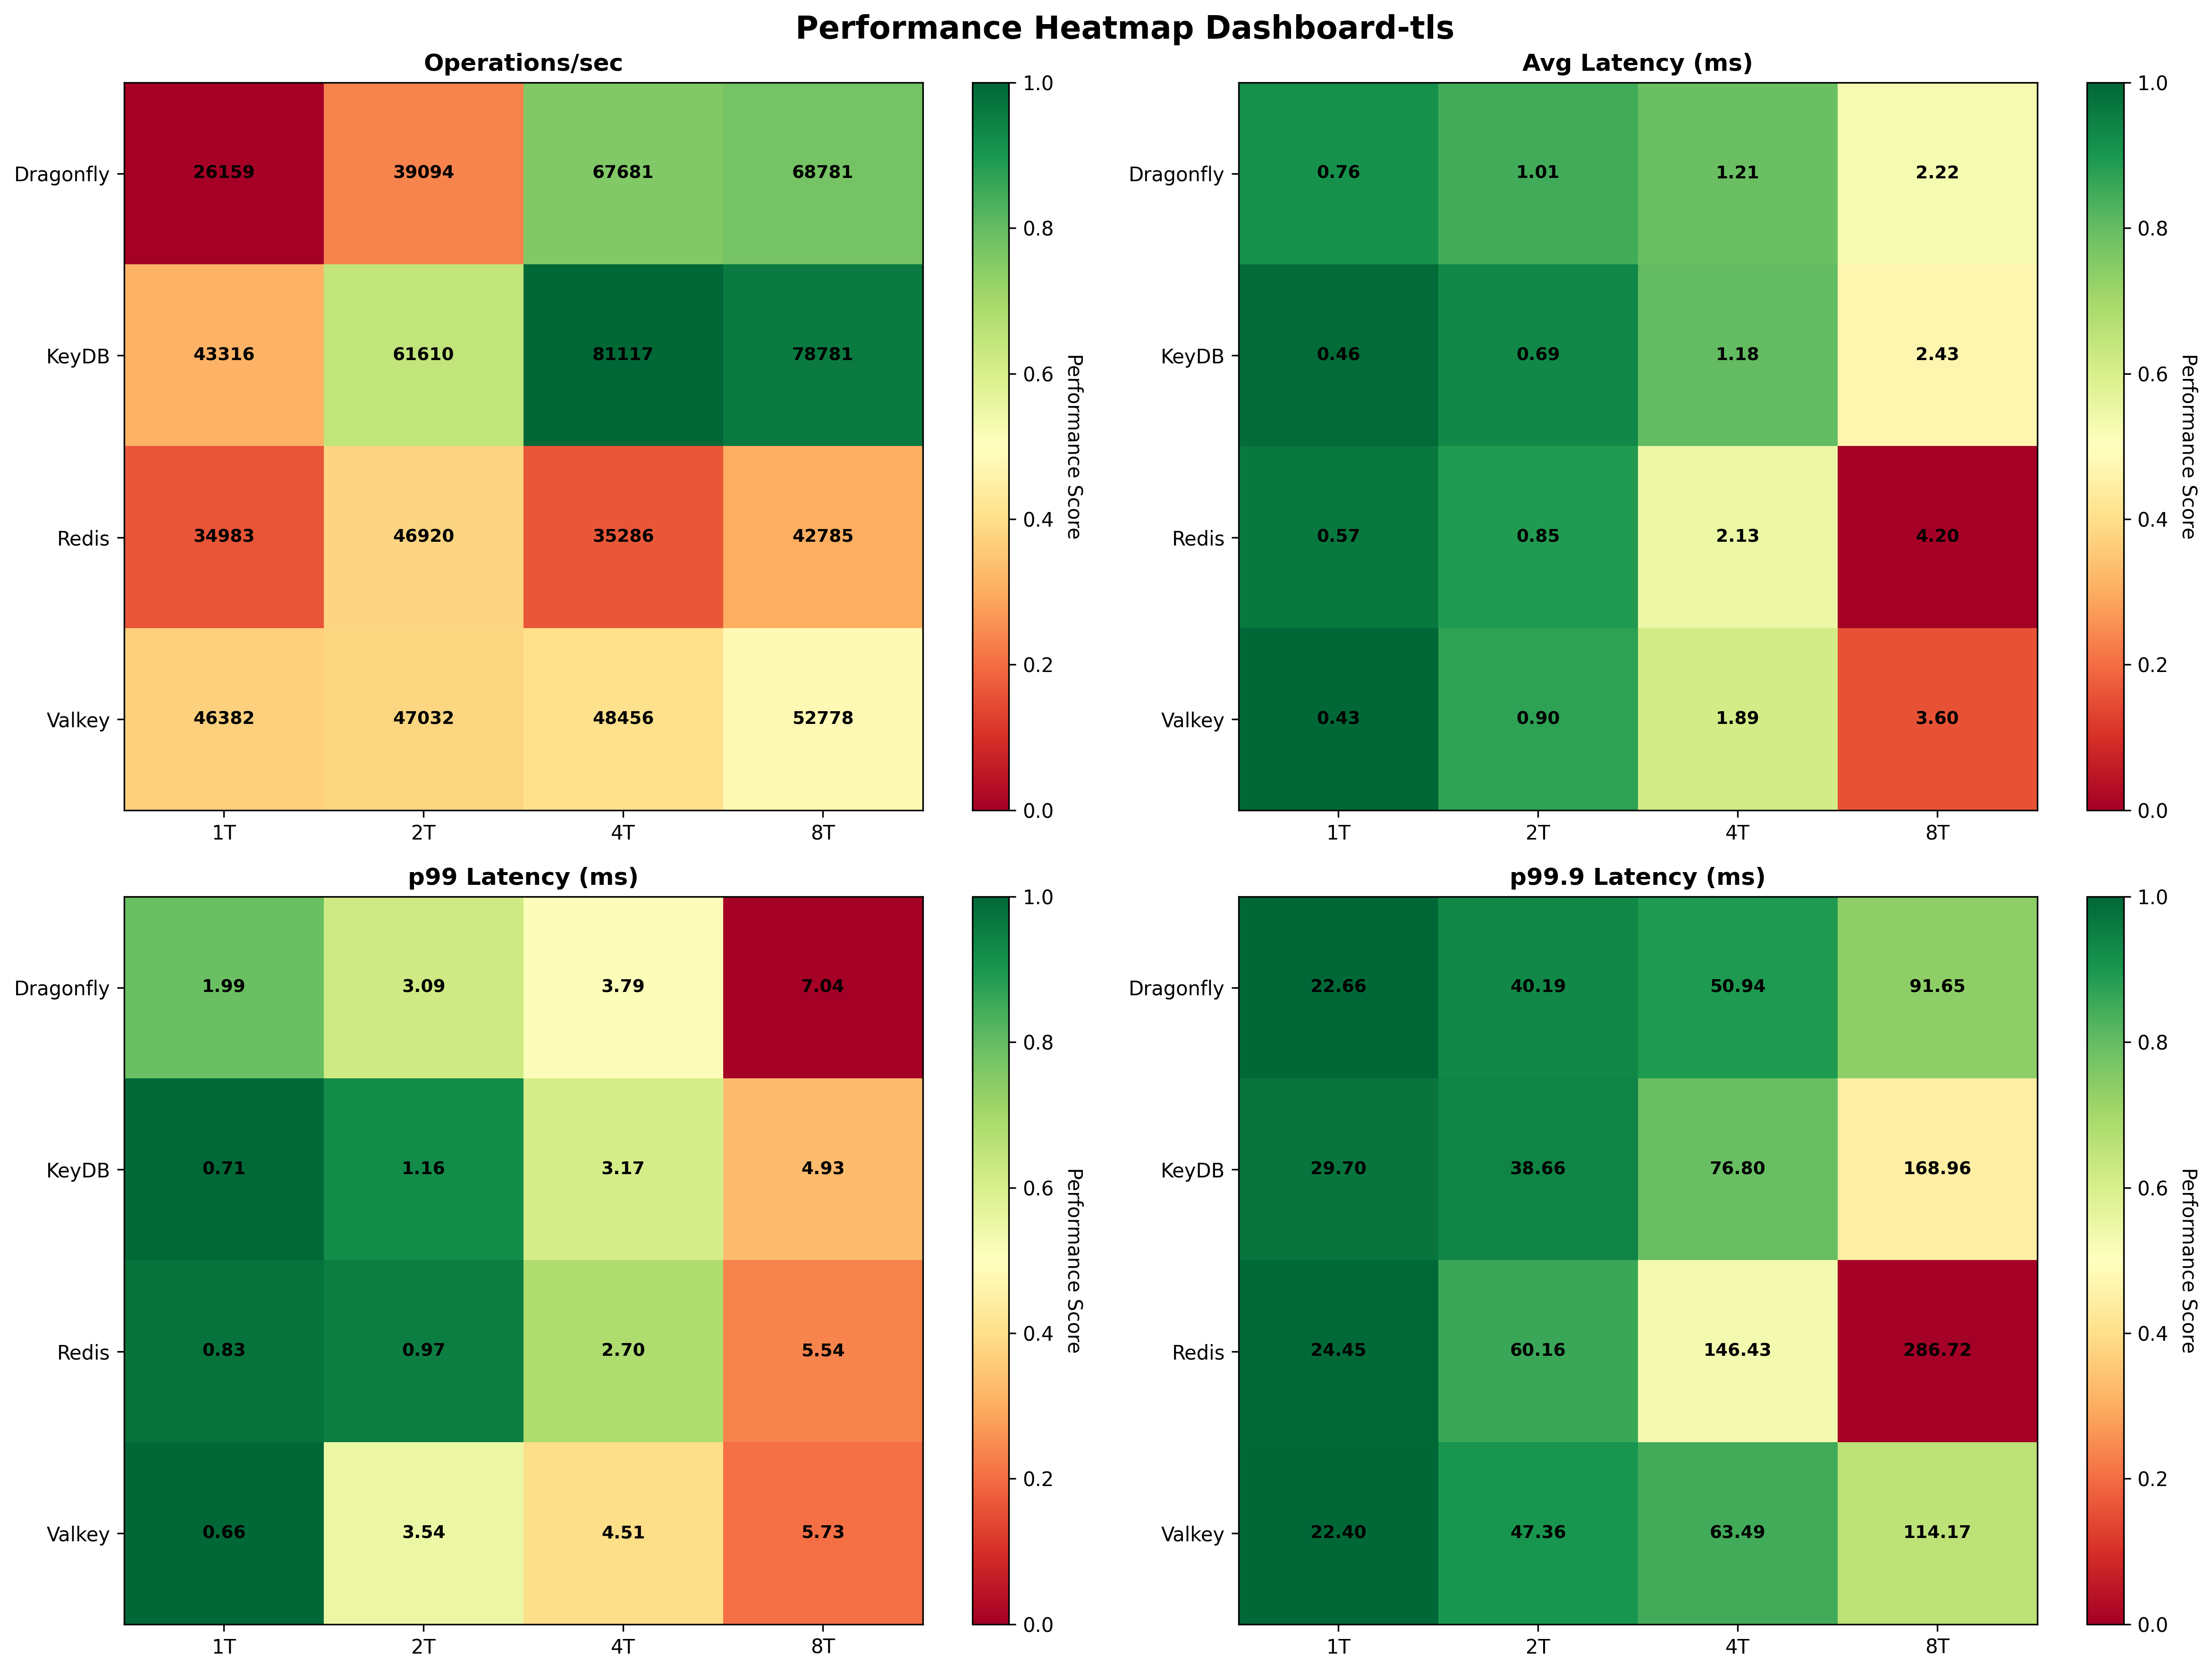 Performance Heatmap Dashboard-tls
Operations/sec
Dragonfly 26159 39094 67681 68781
KeyDB 43316 61610 81117 78781
Redis 34983 46920 35286 42785
Valkey 46382 47032 48456 52778
1T 2T 4T 8T
1.0
0.8
0.6
0.4
0.2
0.0
Performance Score
Avg Latency (ms)
Dragonfly 0.76 1.01 1.21 2.22
KeyDB 0.46 0.69 1.18 2.43
Redis 0.57 0.85 2.13 4.20
Valkey 0.43 0.90 1.89 3.60
1T 2T 4T 8T
1.0
0.8
0.6
0.4
0.2
0.0
Performance Score
p99 Latency (ms)
Dragonfly 1.99 3.09 3.79 7.04
KeyDB 0.71 1.16 3.17 4.93
Redis 0.83 0.97 2.70 5.54
Valkey 0.66 3.54 4.51 5.73
1T 2T 4T 8T
1.0
0.8
0.6
0.4
0.2
0.0
Performance Score
p99.9 Latency (ms)
Dragonfly 22.66 40.19 50.94 91.65
KeyDB 29.70 38.66 76.80 168.96
Redis 24.45 60.16 146.43 286.72
Valkey 22.40 47.36 63.49 114.17
1T 2T 4T 8T
1.0
0.8
0.6
0.4
0.2
0.0
Performance Score